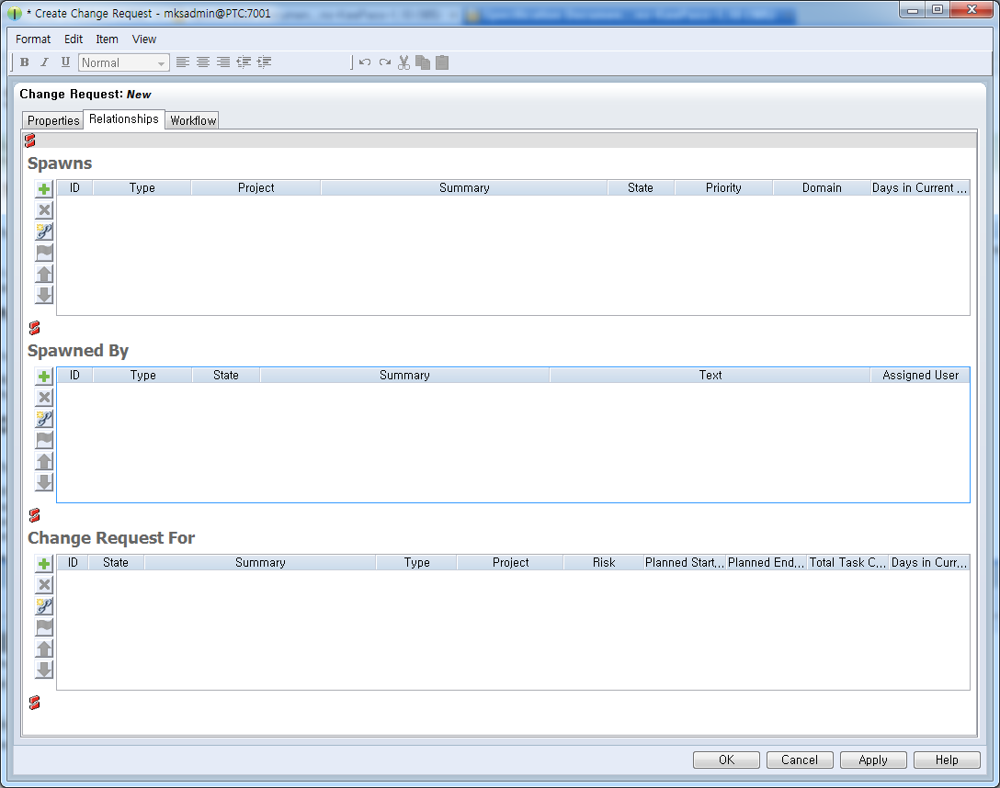 * Create Change Request - mksadmin@PTC:7001
Format Edit Item View
B I U Normal
Change Request: New
Properties Relationships Workflow
Spawns
ID Type Project Summary State Priority Domain Days in Current ...
Spawned By
ID Type State Summary Text Assigned User
Change Request For
ID State Summary Type Project Risk Planned Start... Planned End... Total Task C... Days in Curr...
OK Cancel Apply Help